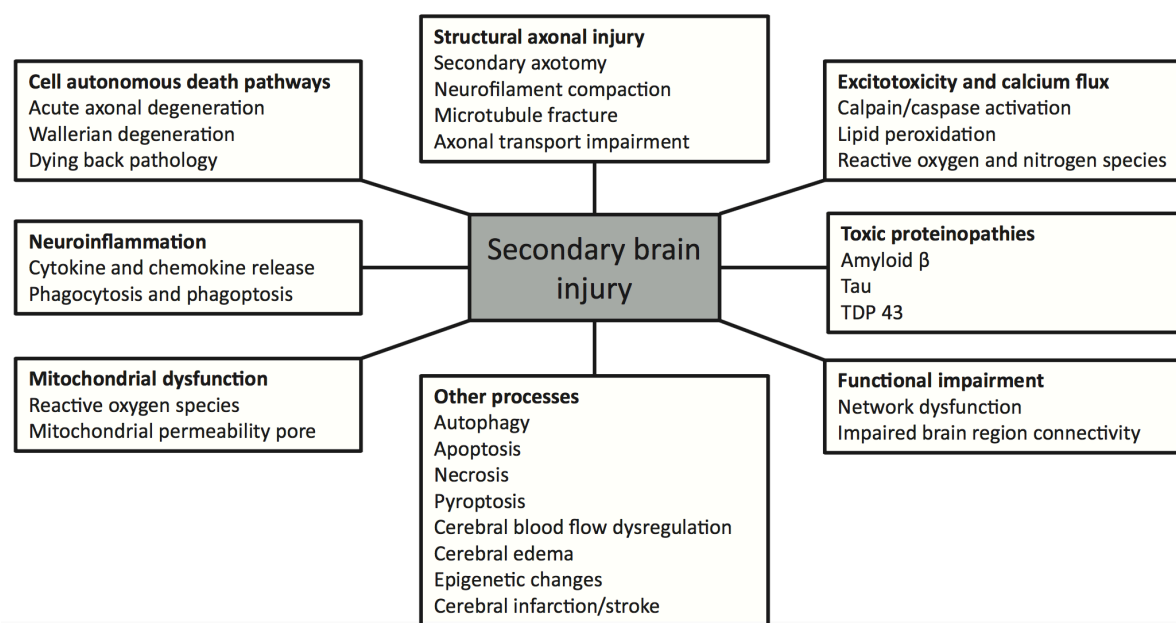 Structural axonal injury
Secondary axotomy
Neurofilament compaction
Microtubule fracture
Axonal transport impairment
Cell autonomous death pathways
Acute axonal degeneration
Wallerian degeneration
Dying back pathology
Excitotoxicity and calcium flux
Calpain/caspase activation
Lipid peroxidation
Reactive oxygen and nitrogen species
Neuroinflammation
Cytokine and chemokine release
Phagocytosis and phagoptosis
Secondary brain
injury
Toxic proteinopathies
Amyloid β
Tau
TDP 43
Mitochondrial dysfunction
Reactive oxygen species
Mitochondrial permeability pore
Other processes
Autophagy
Apoptosis
Necrosis
Pyroptosis
Cerebral blood flow dysregulation
Cerebral edema
Epigenetic changes
Cerebral infarction/stroke
Functional impairment
Network dysfunction
Impaired brain region connectivity